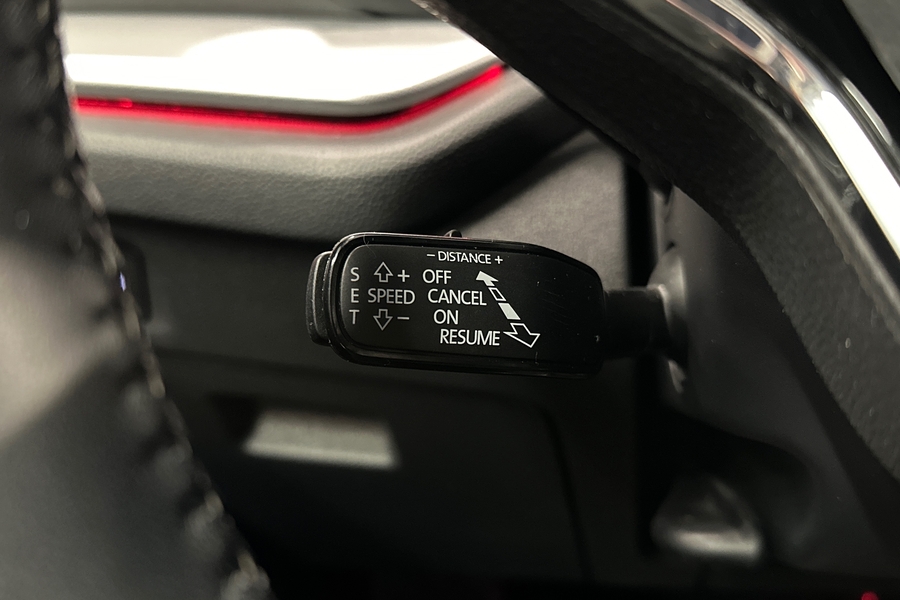 − DISTANCE +
S + OFF
E SPEED CANCEL
T − ON
RESUME